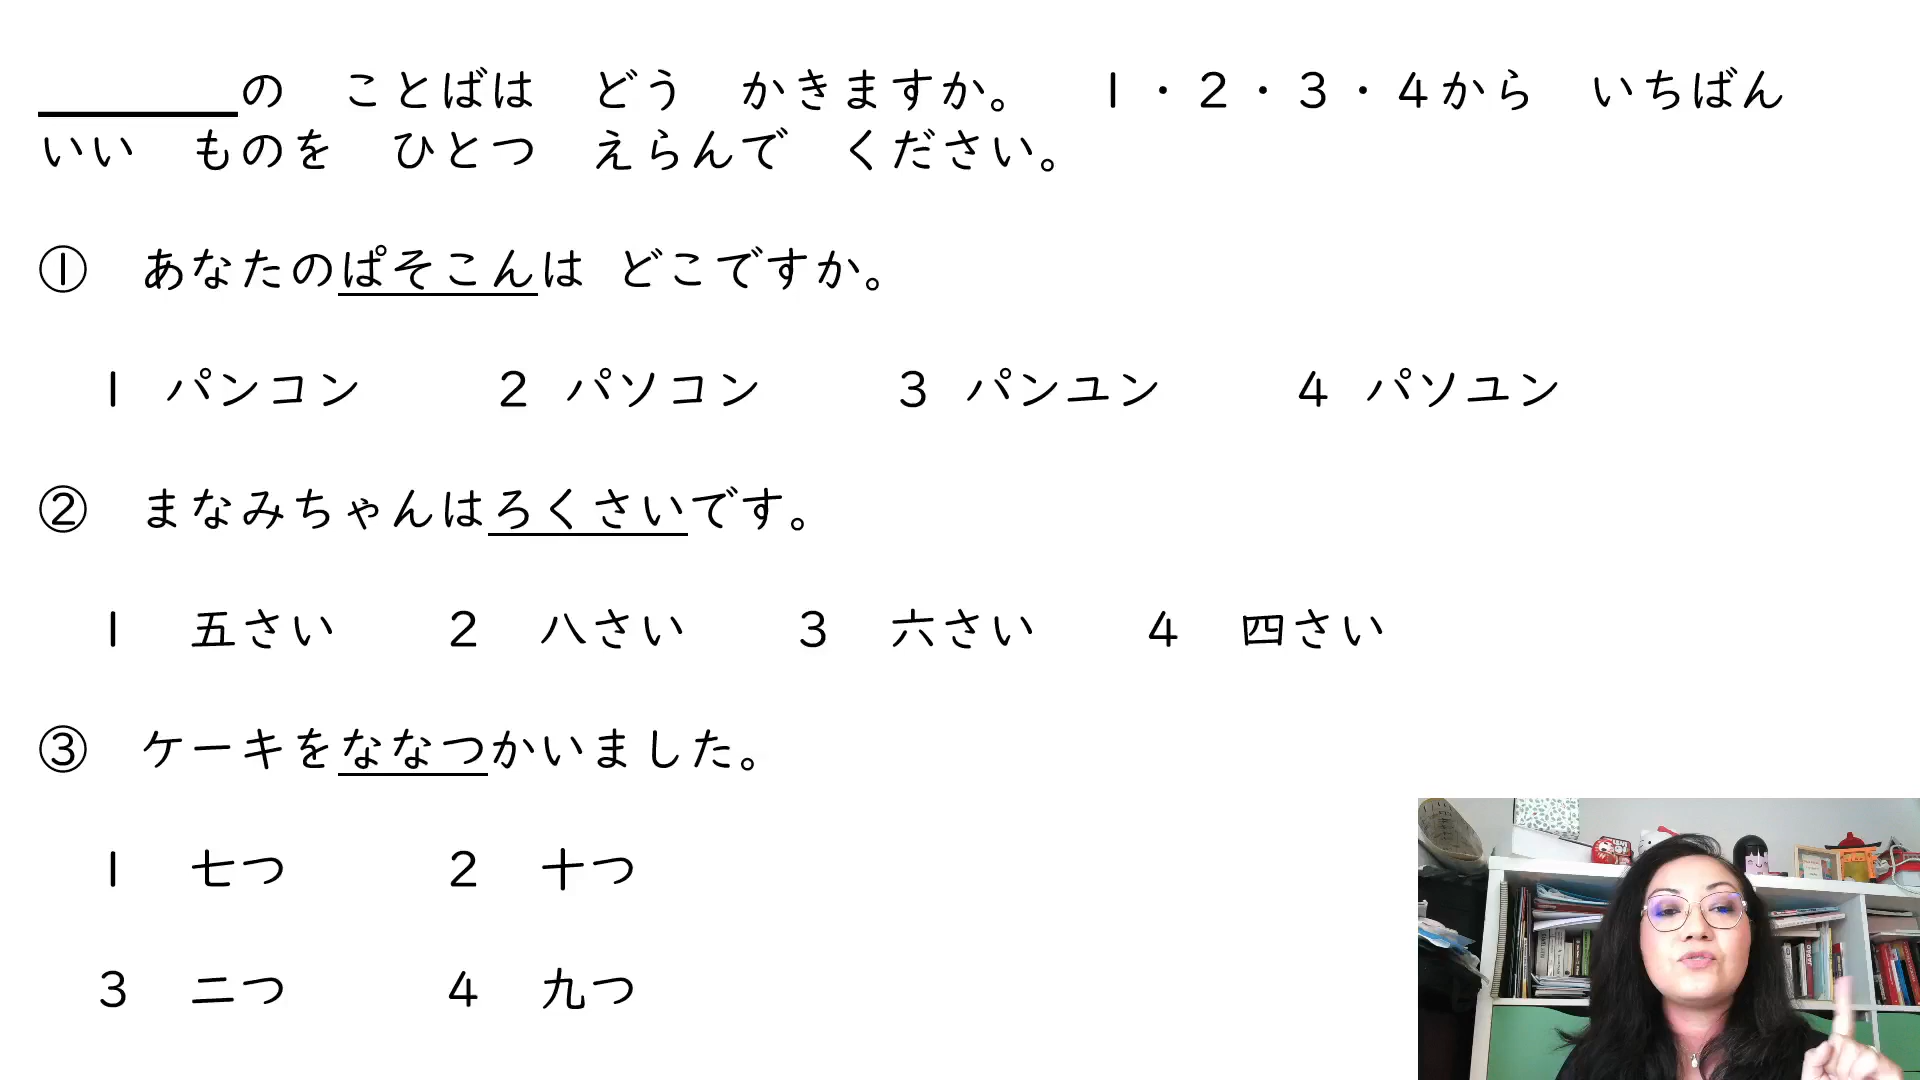 ＿＿＿＿の　ことばは　どう　かきますか。　１・２・３・４から　いちばん
いい　ものを　ひとつ　えらんで　ください。
①　あなたのぱそこんは どこですか。
１ パンコン　２ パソコン　３ パンユン　４ パソユン
②　まなみちゃんはろくさいです。
１　五さい　２　八さい　３　六さい　４　四さい
③　ケーキをななつかいました。
１　七つ　２　十つ
３　二つ　４　九つ